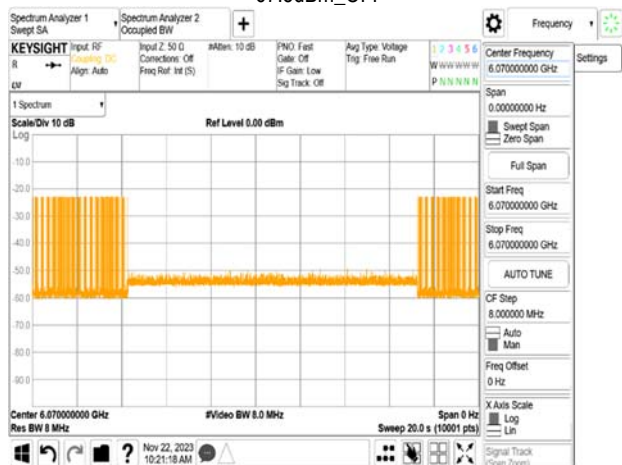 Spectrum Analyzer 1
Swept SA
Spectrum Analyzer 2
Occupied BW
+
Frequency
KEYSIGHT
R
Input: RF
Coupling: DC
Align: Auto
Input Z: 50 Ω
Corrections: Off
Freq Ref: Int (S)
#Atten: 10 dB
PNO: Fast
Gate: Off
IF Gain: Low
Sig Track: Off
Avg Type: Voltage
Trig: Free Run
1 2 3 4 5 6
W W W W W W
P N N N N N
1 Spectrum
Scale/Div 10 dB
Ref Level 0.00 dBm
Log
-10.0
-20.0
-30.0
-40.0
-50.0
-60.0
-70.0
-80.0
-90.0
Center 6.070000000 GHz
#Video BW 8.0 MHz
Span 0 Hz
Res BW 8 MHz
Sweep 20.0 s (10001 pts)
Center Frequency
6.070000000 GHz
Settings
Span
0.00000000 Hz
Swept Span
Zero Span
Full Span
Start Freq
6.070000000 GHz
Stop Freq
6.070000000 GHz
AUTO TUNE
CF Step
8.000000 MHz
Auto
Man
Freq Offset
0 Hz
X Axis Scale
Log
Lin
Signal Track
(Span Zoom)
?
Nov 22, 2023
10:21:18 AM